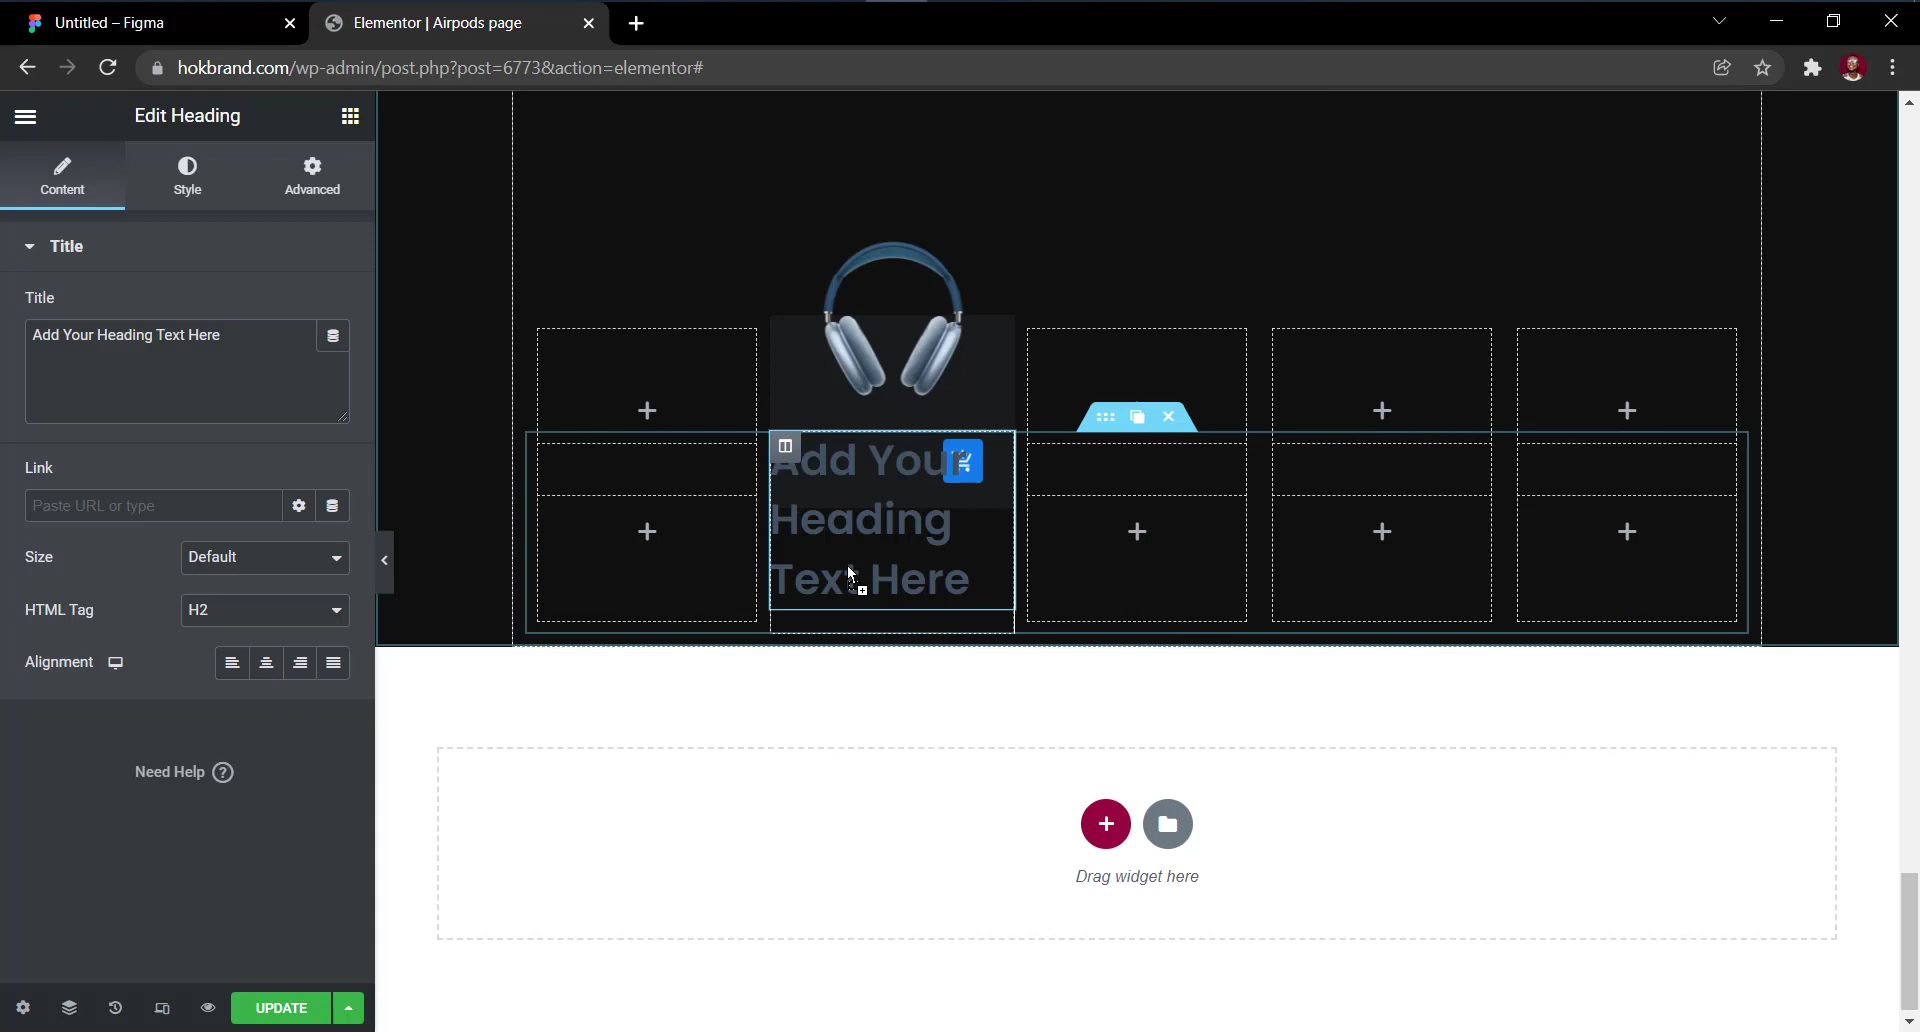 Untitled – Figma
Elementor | Airpods page
hokbrand.com/wp-admin/post.php?post=6773&action=elementor#
Edit Heading
Content
Style
Advanced
Title
Title
Add Your Heading Text Here
Link
Paste URL or type
Size
Default
HTML Tag
H2
Alignment
Need Help ?
UPDATE
Add Your
Heading
Text Here
Drag widget here